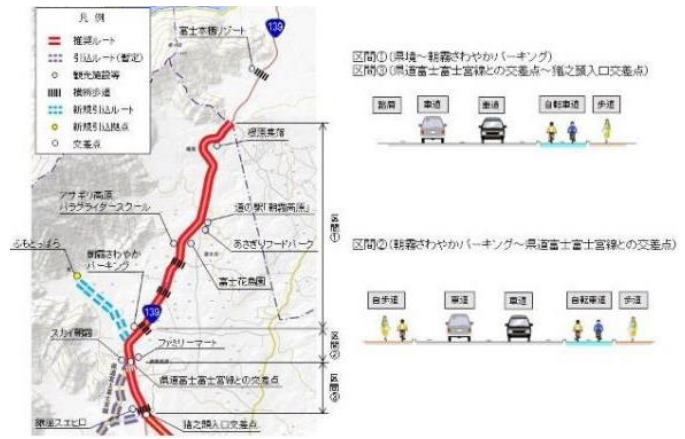 凡 例
推奨ルート
引込ルート(暫定)
観光施設等
横断歩道
新規引込ルート
新規引込拠点
交差点
富士本栖リゾート
139
根原集落
アサギリ高原
パラグライダースクール
道の駅「朝霧高原」
あさぎりフードパーク
ふもとっぱら
朝霧さわやか
パーキング
富士花鳥園
139
スカイ朝霧
ファミリーマート
県道富士富士宮線との交差点
銀座スエヒロ
猪之頭入口交差点
区間①
区間②
区間③
区間①(県境～朝霧さわやかパーキング)
区間③(県道富士富士宮線との交差点～猪之頭入口交差点)
路肩
車道
車道
自転車道
歩道
区間②(朝霧さわやかパーキング～県道富士富士宮線との交差点)
自歩道
車道
車道
自転車道
歩道